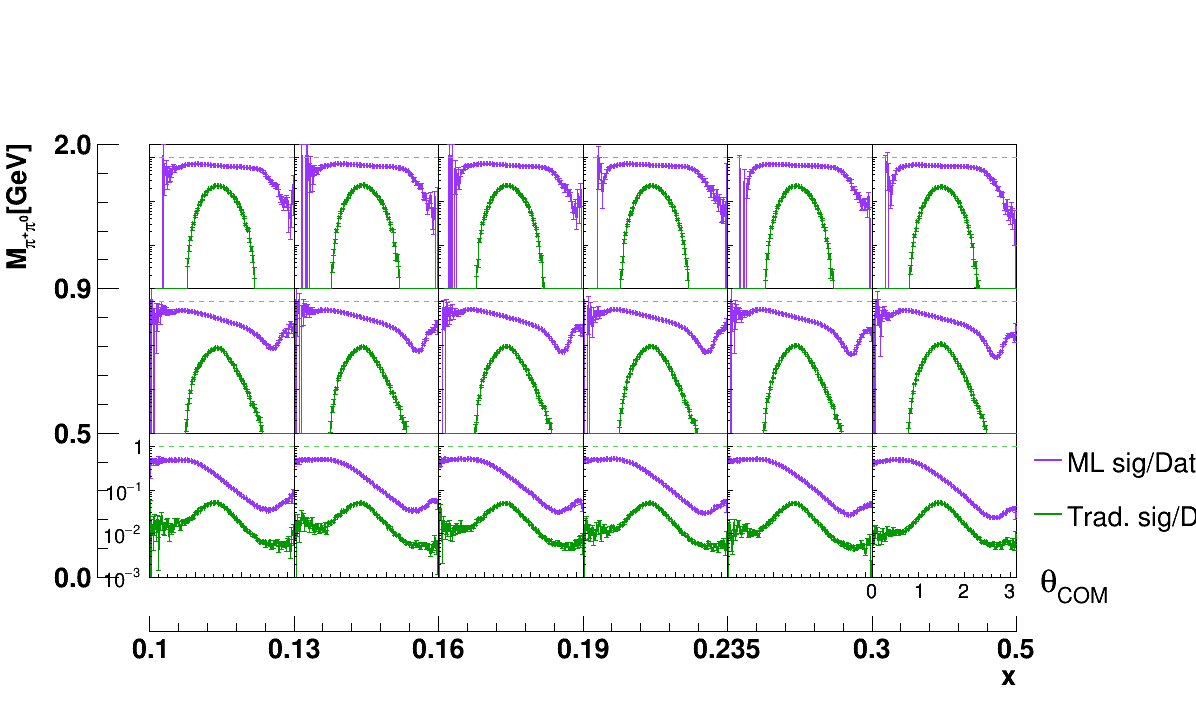 2.0
M π⁺π⁰ [GeV]
0.9
0.5
1
10⁻¹
10⁻²
10⁻³
0.0
ML sig/Dat
Trad. sig/D
0 1 2 3
θ COM
0.1 0.13 0.16 0.19 0.235 0.3 0.5
x